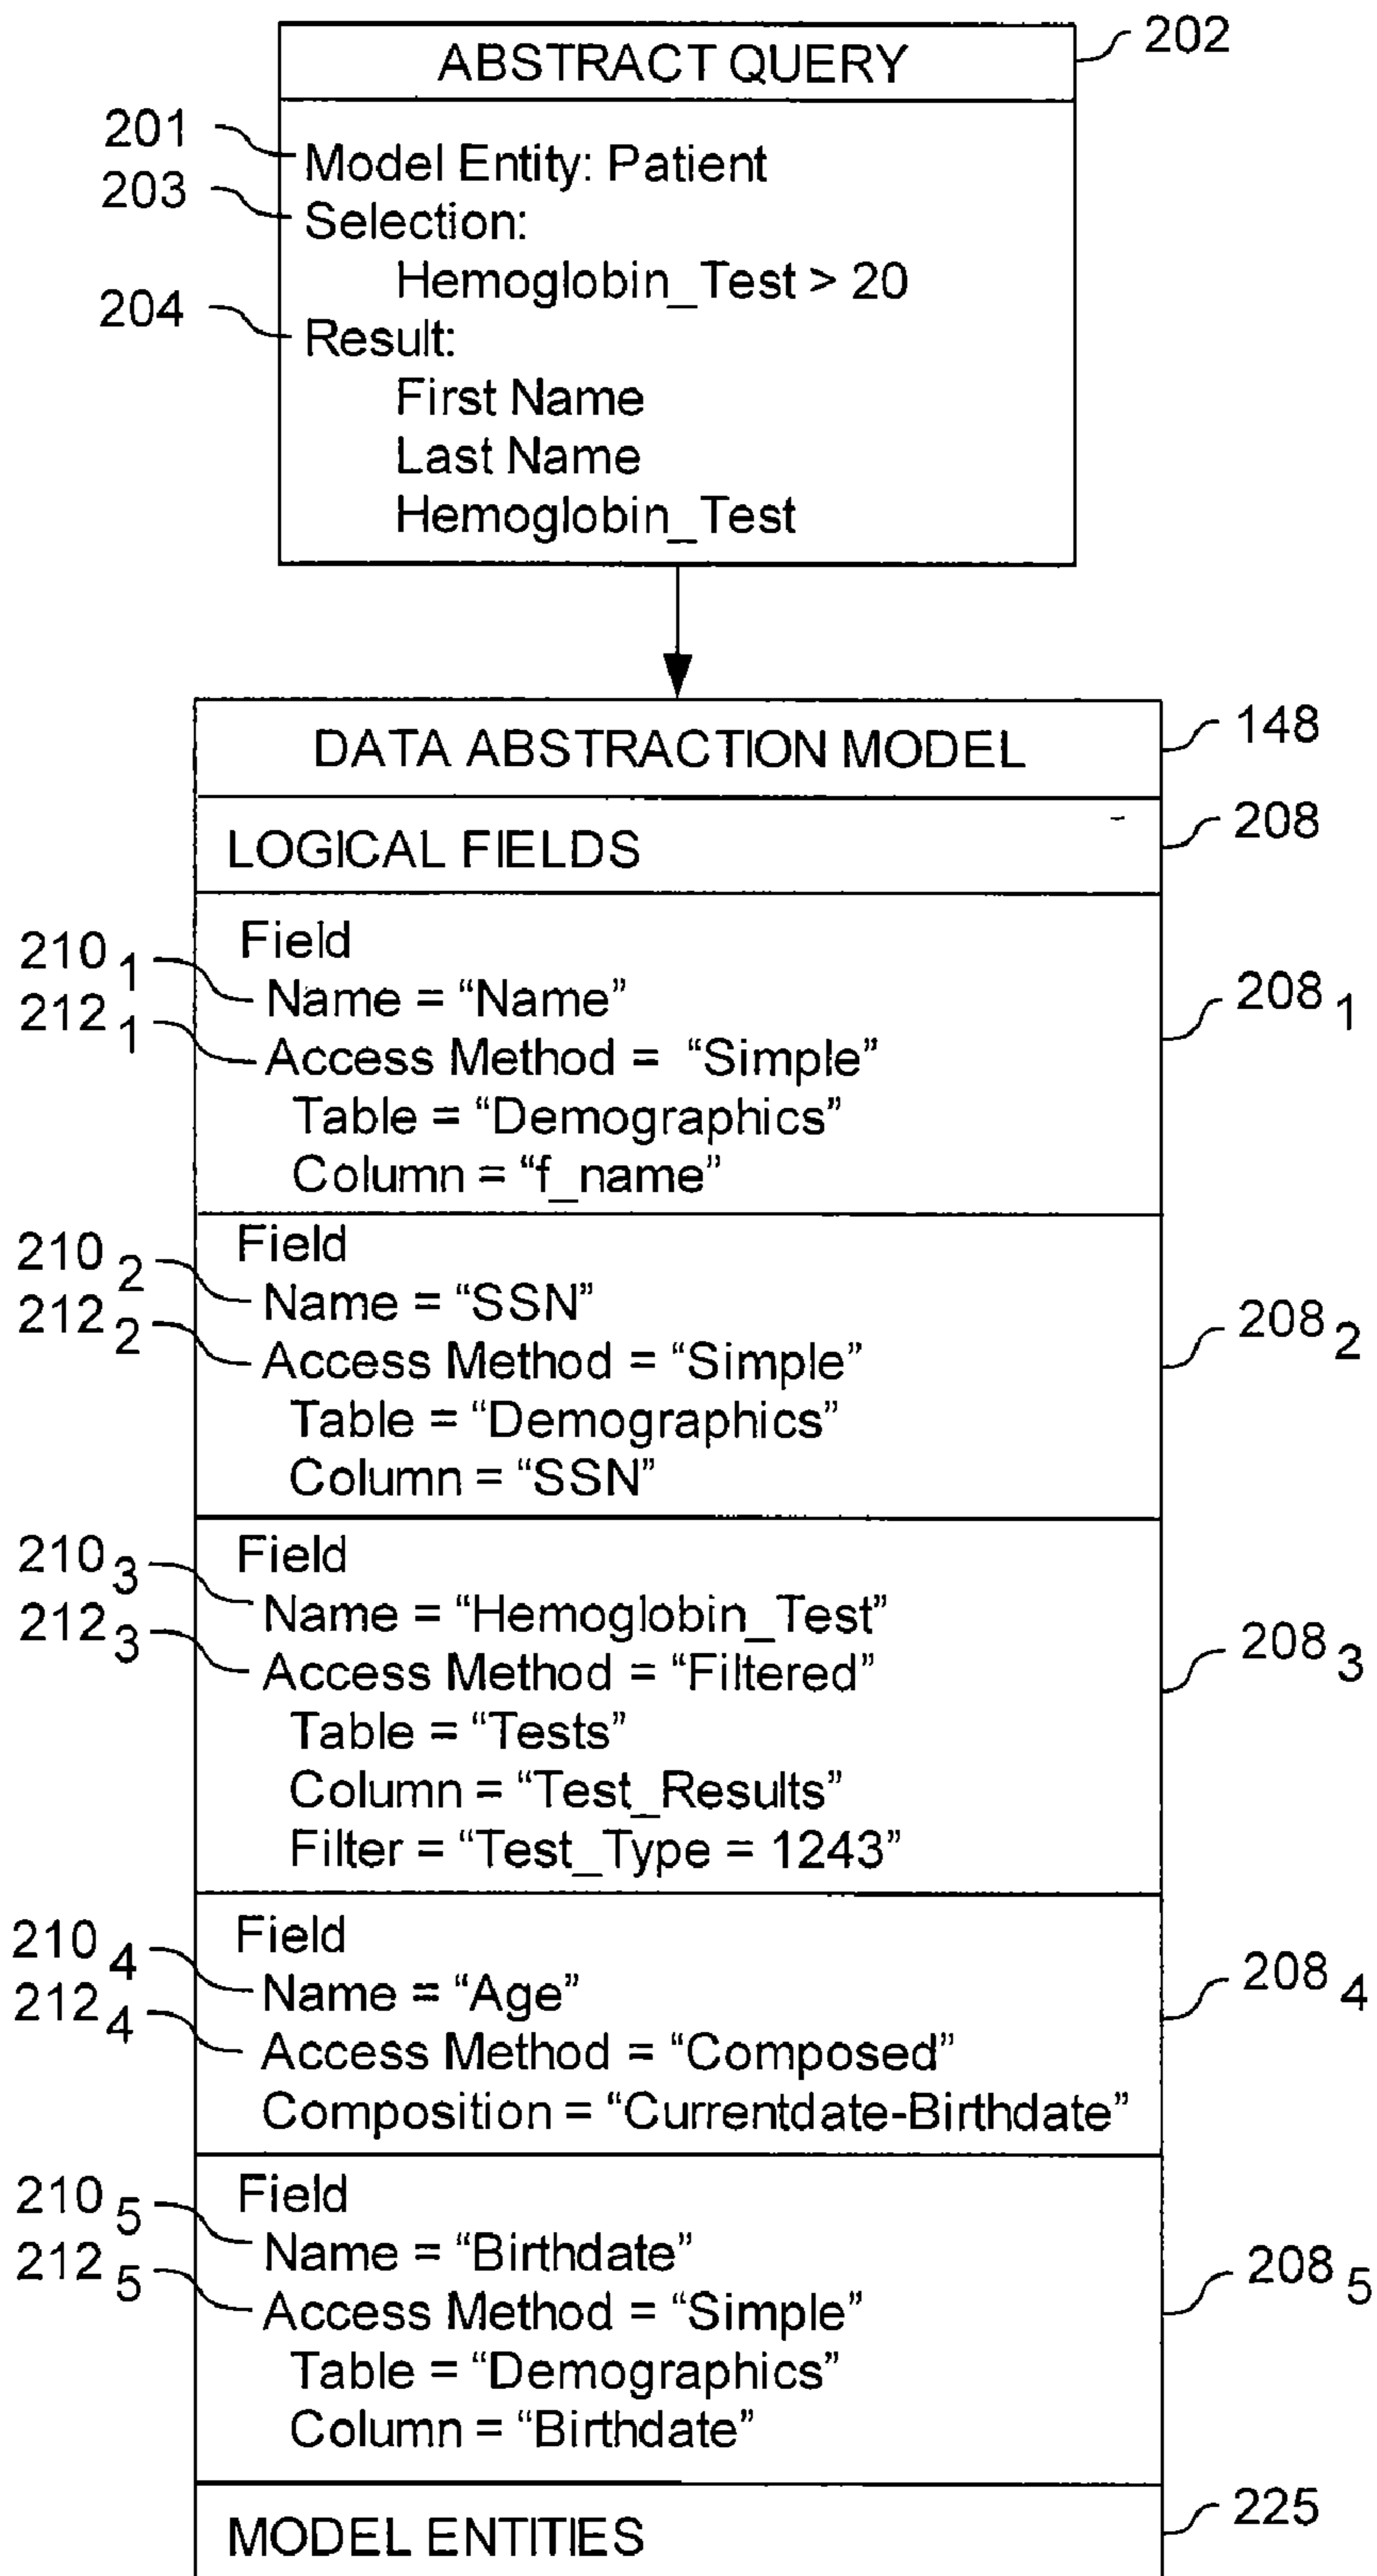 ABSTRACT QUERY
202
201
Model Entity: Patient
203
Selection:
Hemoglobin_Test > 20
204
Result:
First Name
Last Name
Hemoglobin_Test
DATA ABSTRACTION MODEL
148
LOGICAL FIELDS
208
Field
210 1
Name = “Name”
208 1
212 1
Access Method = “Simple”
Table = “Demographics”
Column = “f_name”
Field
210 2
Name = “SSN”
212 2
208 2
Access Method = “Simple”
Table = “Demographics”
Column = “SSN”
Field
210 3
Name = “Hemoglobin_Test”
212 3
208 3
Access Method = “Filtered”
Table = “Tests”
Column = “Test_Results”
Filter = “Test_Type = 1243”
Field
210 4
Name = “Age”
208 4
212 4
Access Method = “Composed”
Composition = “Currentdate-Birthdate”
Field
210 5
Name = “Birthdate”
212 5
208 5
Access Method = “Simple”
Table = “Demographics”
Column = “Birthdate”
MODEL ENTITIES
225